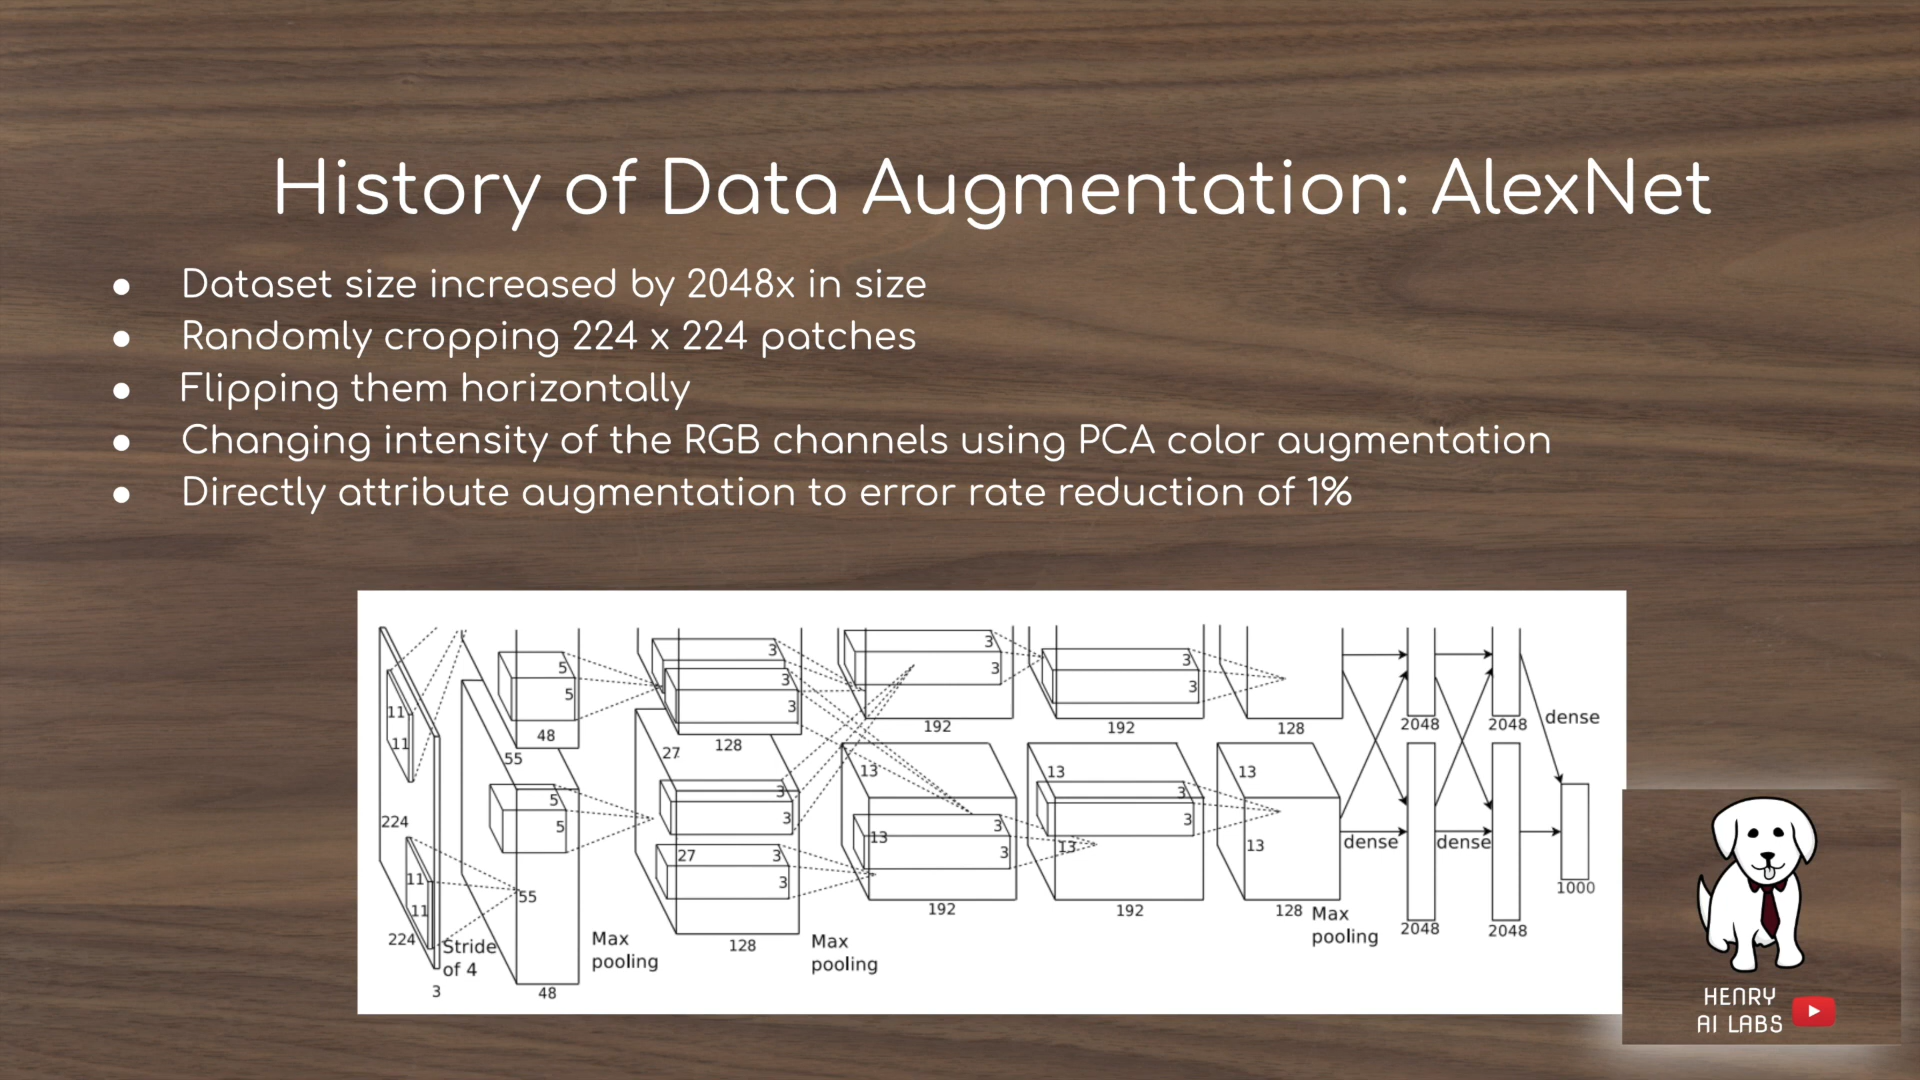 History of Data Augmentation: AlexNet
● Dataset size increased by 2048x in size
● Randomly cropping 224 x 224 patches
● Flipping them horizontally
● Changing intensity of the RGB channels using PCA color augmentation
● Directly attribute augmentation to error rate reduction of 1%
11
11
224
11
11
224
3
Stride
of 4
5
5
48
55
5
5
55
48
Max
pooling
3
3
3
128
27
3
3
27
3
3
128
Max
pooling
3
3
192
13
13
3
3
192
3
3
192
13
3
3
13
192
128
13
13
128
Max
pooling
2048
2048
dense
dense
dense
2048
2048
1000
HENRY
AI LABS